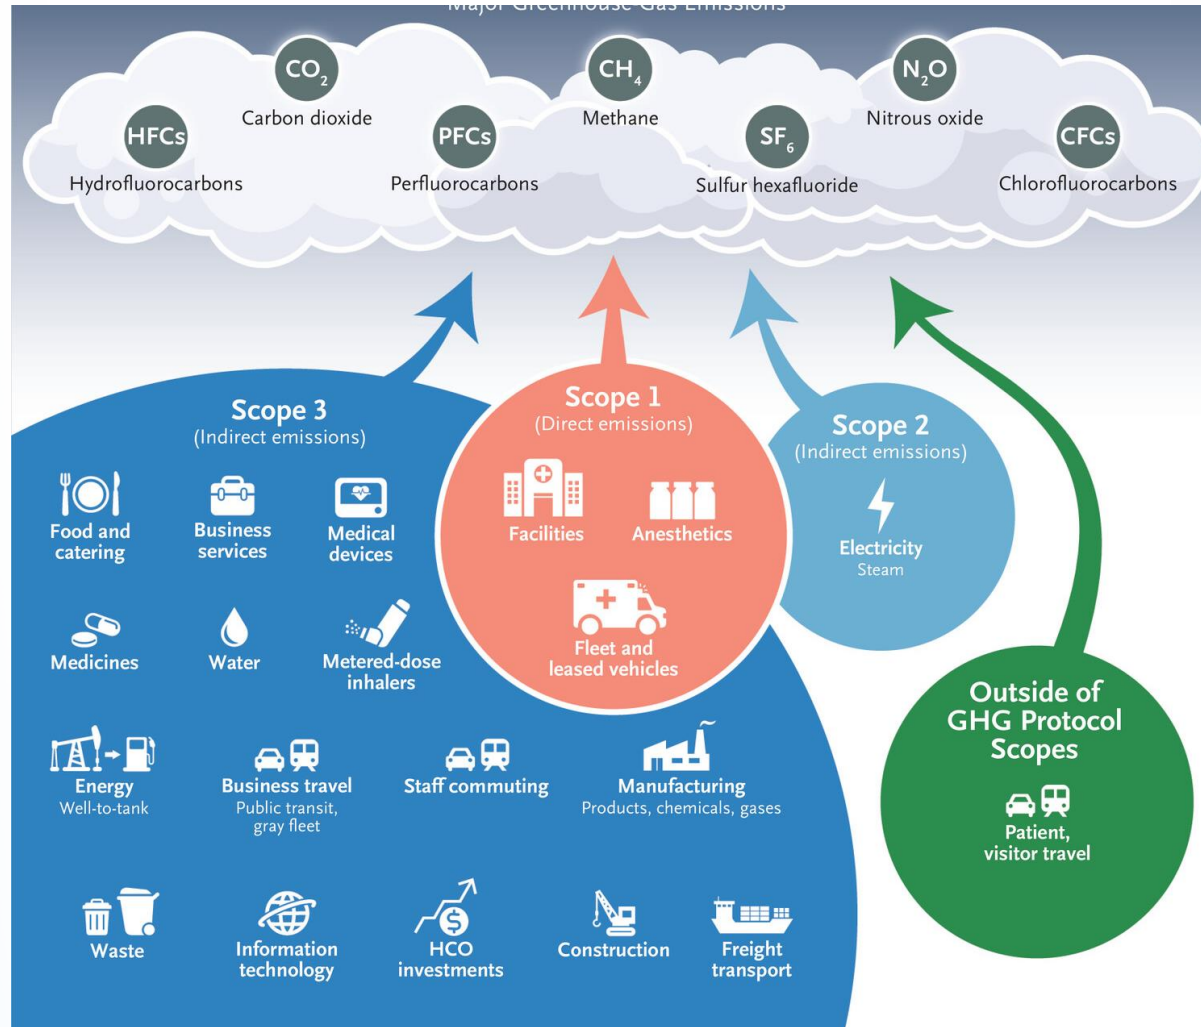 Major Greenhouse Gas Emissions
CO₂
Carbon dioxide
CH₄
Methane
N₂O
Nitrous oxide
HFCs
Hydrofluorocarbons
PFCs
Perfluorocarbons
SF₆
Sulfur hexafluoride
CFCs
Chlorofluorocarbons
Scope 3
(Indirect emissions)
Food and
catering
Business
services
Medical
devices
Medicines
Water
Metered-dose
inhalers
Energy
Well-to-tank
Business travel
Public transit,
gray fleet
Staff commuting
Manufacturing
Products, chemicals, gases
Waste
Information
technology
$
HCO
investments
Construction
Freight
transport
Scope 1
(Direct emissions)
Facilities
Anesthetics
Fleet and
leased vehicles
Scope 2
(Indirect emissions)
Electricity
Steam
Outside of
GHG Protocol
Scopes
Patient,
visitor travel